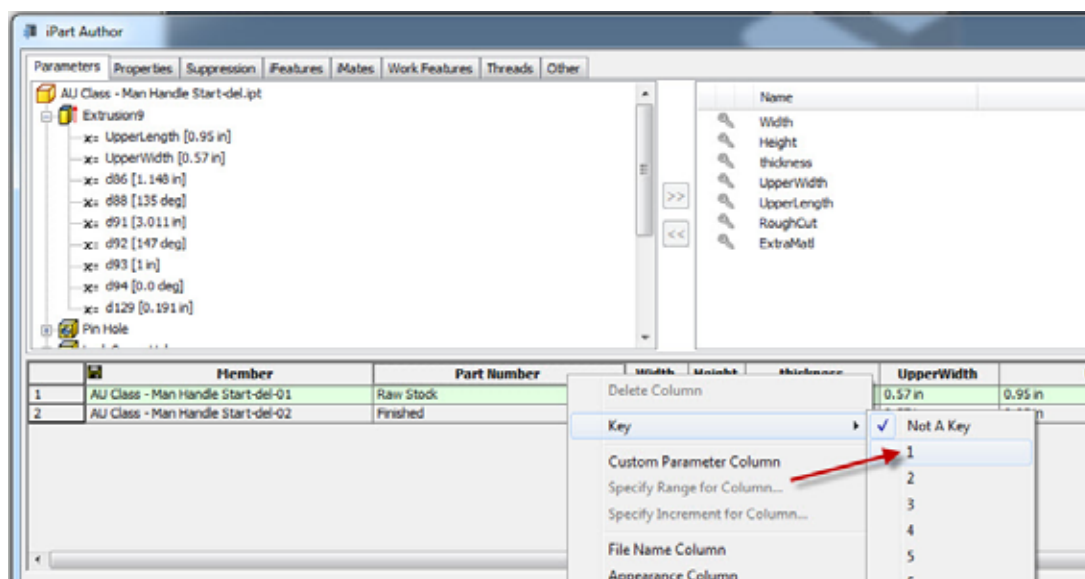 iPart Author
Parameters Properties Suppression iFeatures iMates Work Features Threads Other
AU Class - Man Handle Start-del.ipt
Extrusion9
x= UpperLength [0.95 in]
x= UpperWidth [0.57 in]
x= d86 [1.148 in]
x= d88 [135 deg]
x= d91 [3.011 in]
x= d92 [147 deg]
x= d93 [1 in]
x= d94 [0.0 deg]
x= d129 [0.191 in]
Pin Hole
>>
<<
Name
Width
Height
thickness
UpperWidth
UpperLength
RoughCut
ExtraMatl
Member Part Number Width Height thickness UpperWidth
1 AU Class - Man Handle Start-del-01 Raw Stock 0.57 in 0.95 in
2 AU Class - Man Handle Start-del-02 Finished
Delete Column
Key
Custom Parameter Column
Specify Range for Column...
Specify Increment for Column...
File Name Column
Appearance Column
Not A Key
1
2
3
4
5